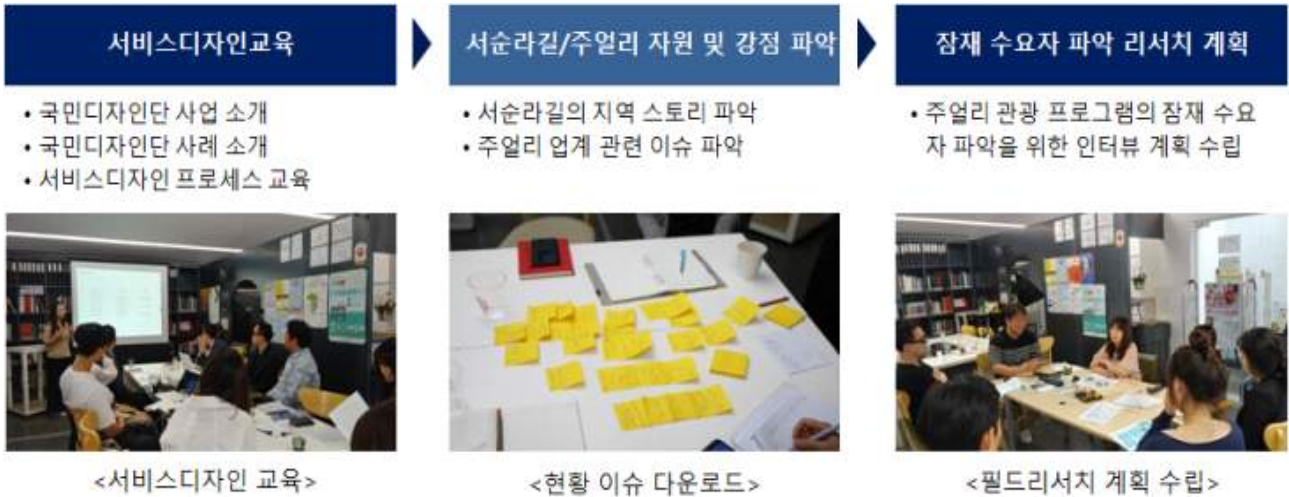 서비스디자인교육
• 국민디자인단 사업 소개
• 국민디자인단 사례 소개
• 서비스디자인 프로세스 교육
<서비스디자인 교육>
서순라길/주얼리 자원 및 강점 파악
• 서순라길의 지역 스토리 파악
• 주얼리 업계 관련 이슈 파악
<현황 이슈 다운로드>
잠재 수요자 파악 리서치 계획
• 주얼리 관광 프로그램의 잠재 수요
자 파악을 위한 인터뷰 계획 수립
<필드리서치 계획 수립>